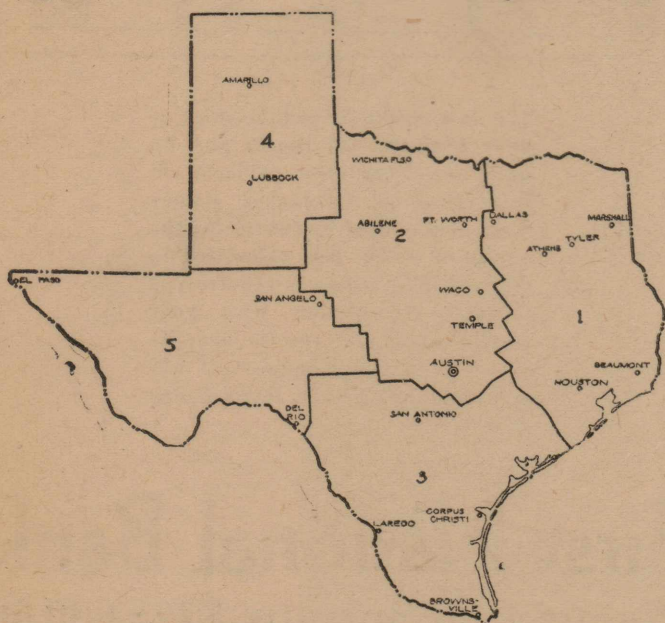 AMARILLO
4
WICHITA FLS
LUBBOCK
ABILENE
FT. WORTH
DALLAS
MARSHALL
2
TYLER
ATHENS
EL PASO
SAN ANGELO
WACO
TEMPLE
1
5
AUSTIN
BEAUMONT
HOUSTON
DEL
RIO
SAN ANTONIO
3
CORPUS
CHRISTI
LAREDO
BROWNS-
VILLE